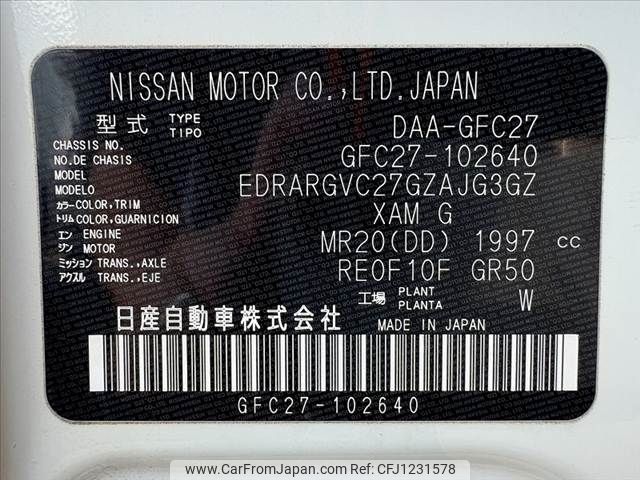 NISSAN MOTOR CO.,LTD.JAPAN
型式 TYPE TIPO DAA-GFC27
CHASSIS NO. NO.DE CHASIS GFC27-102640
MODEL MODELO EDRARGVC27GZAJG3GZ
カラー COLOR,TRIM トリム COLOR,GUARNICION XAM G
エンジン ENGINE MOTOR MR20(DD) 1997 cc
ミッション TRANS.,AXLE アクスル TRANS.,EJE RE0F10F GR50
工場 PLANT PLANTA W
日産自動車株式会社 MADE IN JAPAN
GFC27-102640
www.CarFromJapan.com - CFJ1231578